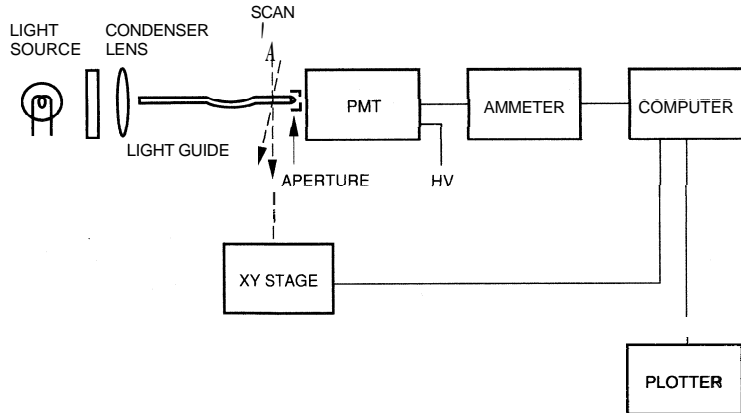 SCAN
LIGHT
SOURCE
CONDENSER
LENS
PMT
AMMETER
COMPUTER
LIGHT GUIDE
APERTURE
HV
XY STAGE
PLOTTER